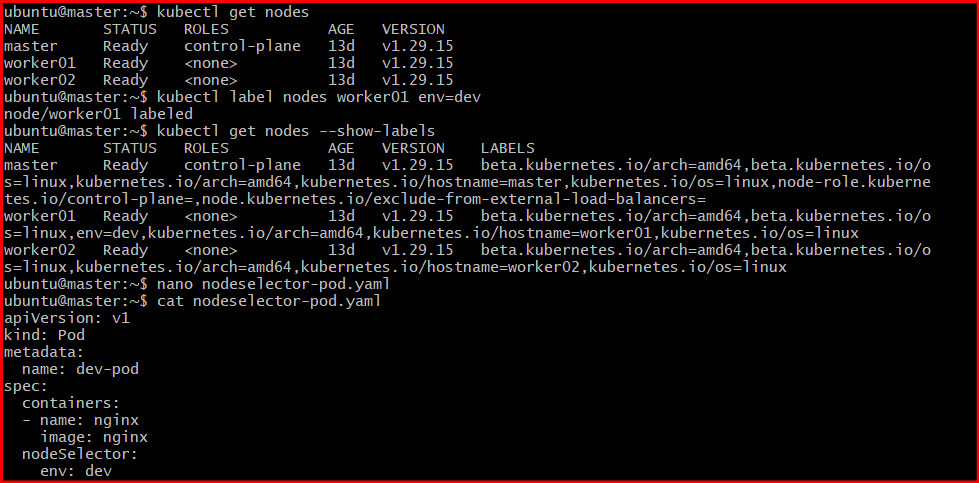 ubuntu@master:~$ kubectl get nodes
NAME       STATUS   ROLES           AGE   VERSION
master     Ready    control-plane   13d   v1.29.15
worker01   Ready    <none>          13d   v1.29.15
worker02   Ready    <none>          13d   v1.29.15
ubuntu@master:~$ kubectl label nodes worker01 env=dev
node/worker01 labeled
ubuntu@master:~$ kubectl get nodes --show-labels
NAME       STATUS   ROLES           AGE   VERSION    LABELS
master     Ready    control-plane   13d   v1.29.15   beta.kubernetes.io/arch=amd64,beta.kubernetes.io/o
s=linux,kubernetes.io/arch=amd64,kubernetes.io/hostname=master,kubernetes.io/os=linux,node-role.kuberne
tes.io/control-plane=,node.kubernetes.io/exclude-from-external-load-balancers=
worker01   Ready    <none>          13d   v1.29.15   beta.kubernetes.io/arch=amd64,beta.kubernetes.io/o
s=linux,env=dev,kubernetes.io/arch=amd64,kubernetes.io/hostname=worker01,kubernetes.io/os=linux
worker02   Ready    <none>          13d   v1.29.15   beta.kubernetes.io/arch=amd64,beta.kubernetes.io/o
s=linux,kubernetes.io/arch=amd64,kubernetes.io/hostname=worker02,kubernetes.io/os=linux
ubuntu@master:~$ nano nodeselector-pod.yaml
ubuntu@master:~$ cat nodeselector-pod.yaml
apiVersion: v1
kind: Pod
metadata:
  name: dev-pod
spec:
  containers:
  - name: nginx
    image: nginx
  nodeSelector:
    env: dev